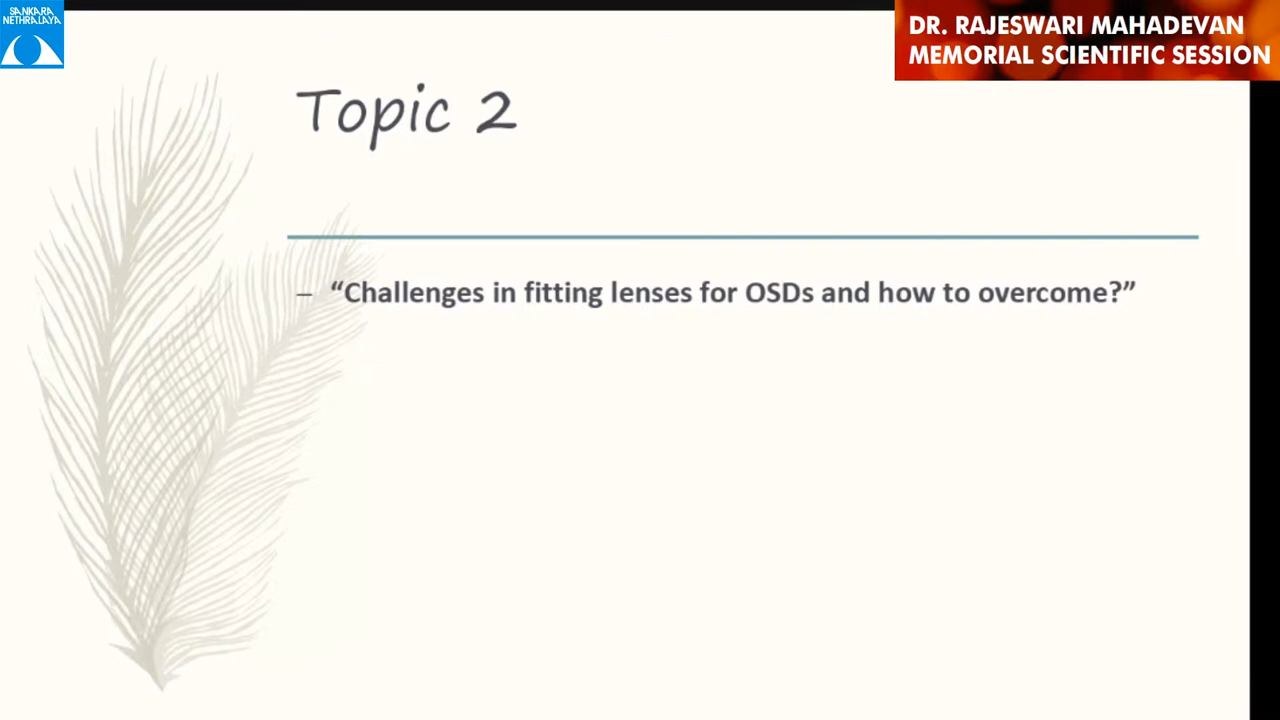 SANKARA
NETHRALAYA
DR. RAJESWARI MAHADEVAN
MEMORIAL SCIENTIFIC SESSION
Topic 2
– “Challenges in fitting lenses for OSDs and how to overcome?”